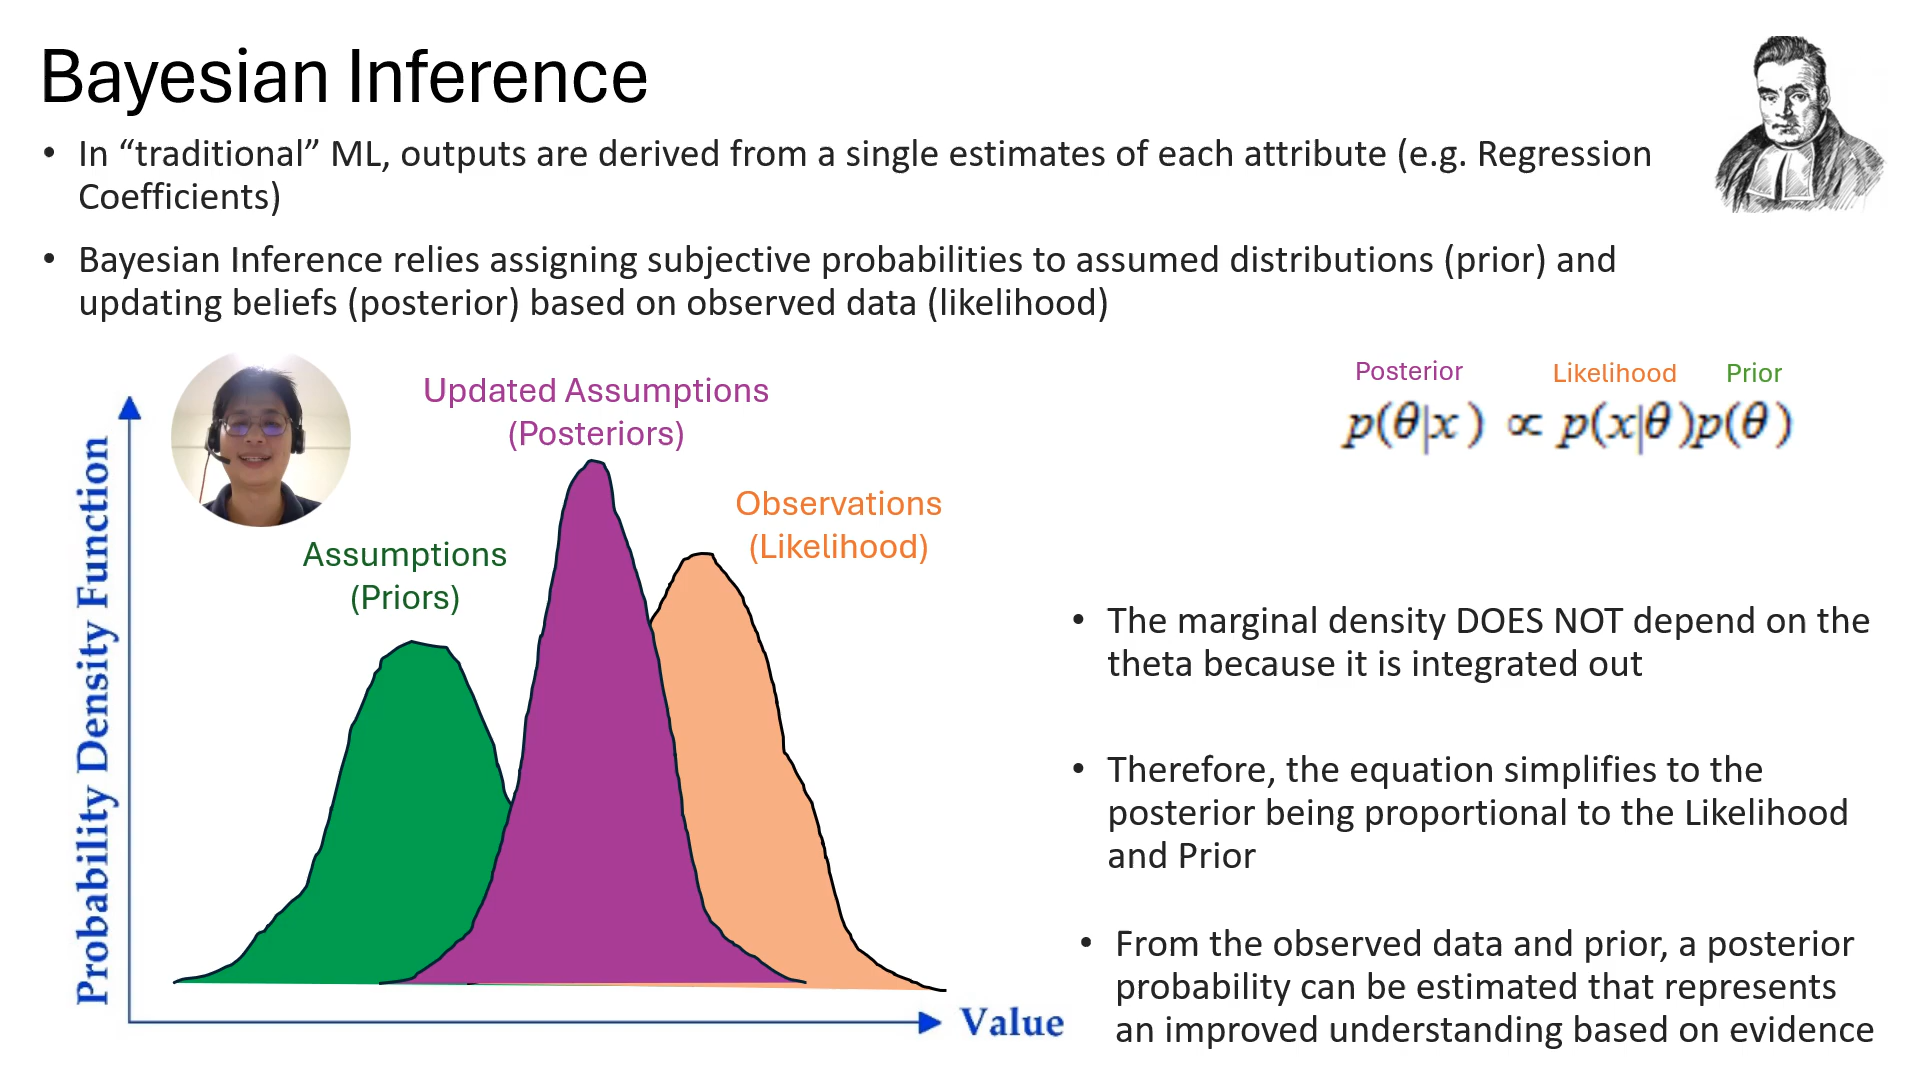 Bayesian Inference
• In “traditional” ML, outputs are derived from a single estimates of each attribute (e.g. Regression
Coefficients)
• Bayesian Inference relies assigning subjective probabilities to assumed distributions (prior) and
updating beliefs (posterior) based on observed data (likelihood)
Probability Density Function
Updated Assumptions
(Posteriors)
Observations
(Likelihood)
Assumptions
(Priors)
Value
Posterior Likelihood Prior
p(θ|x) ∝ p(x|θ)p(θ)
• The marginal density DOES NOT depend on the
theta because it is integrated out
• Therefore, the equation simplifies to the
posterior being proportional to the Likelihood
and Prior
• From the observed data and prior, a posterior
probability can be estimated that represents
an improved understanding based on evidence